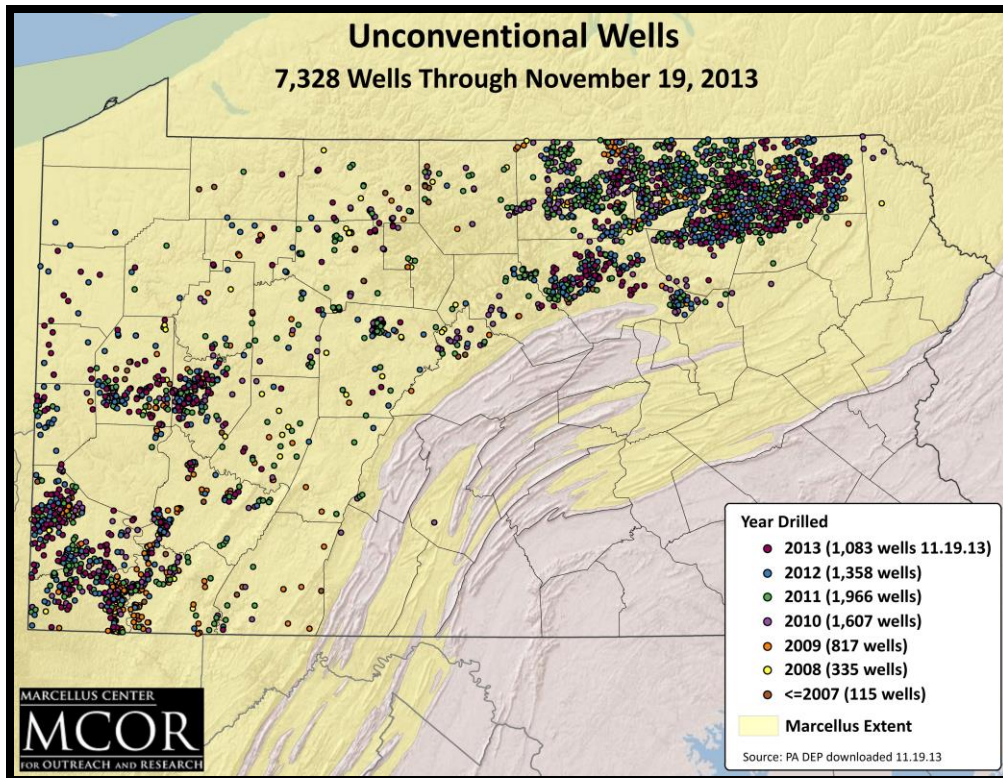 Unconventional Wells
7,328 Wells Through November 19, 2013
Year Drilled
2013 (1,083 wells 11.19.13)
2012 (1,358 wells)
2011 (1,966 wells)
2010 (1,607 wells)
2009 (817 wells)
2008 (335 wells)
<=2007 (115 wells)
Marcellus Extent
Source: PA DEP downloaded 11.19.13
MARCELLUS CENTER
MCOR
FOR OUTREACH AND RESEARCH